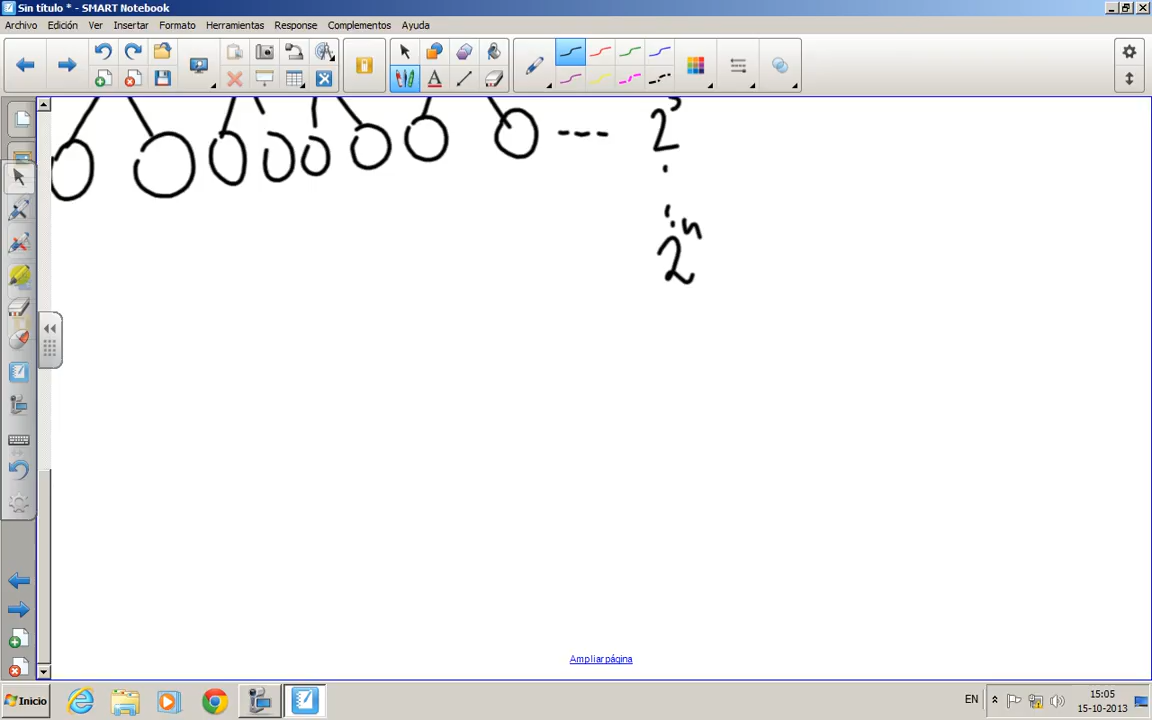 Sin título * - SMART Notebook
Archivo Edición Ver Insertar Formato Herramientas Response Complementos Ayuda
--- 2³
2ⁿ
Ampliar página
Inicio
EN
15:05
15-10-2013